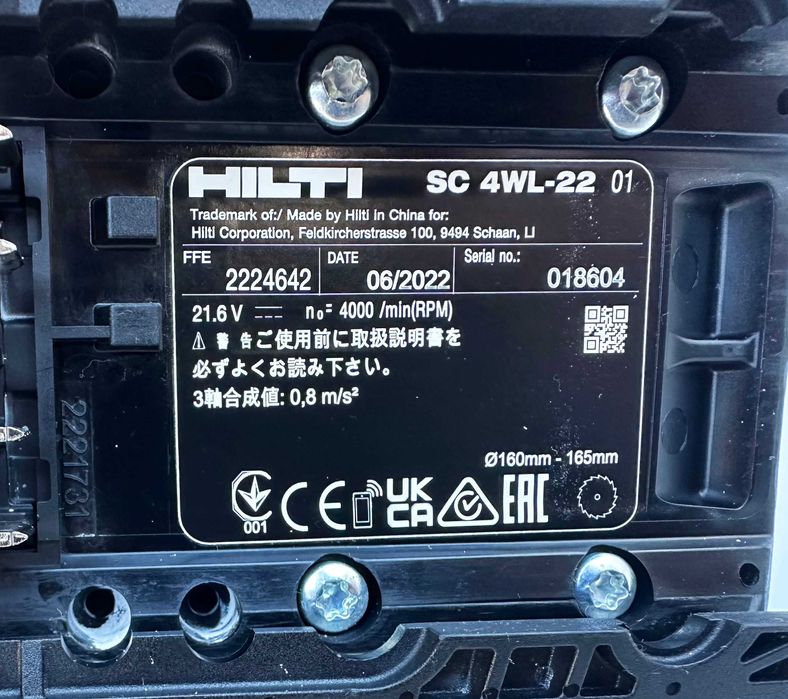 HILTI SC 4WL-22 01
Trademark of:/ Made by Hilti in China for:
Hilti Corporation, Feldkircherstrasse 100, 9494 Schaan, LI
FFE 2224642 DATE 06/2022 Serial no.: 018604
21.6 V n₀= 4000 /min(RPM)
警告ご使用前に取扱説明書を
必ずよくお読み下さい。
3軸合成値: 0,8 m/s²
Ø160mm - 165mm
001 CE UK CA EAC
2221731